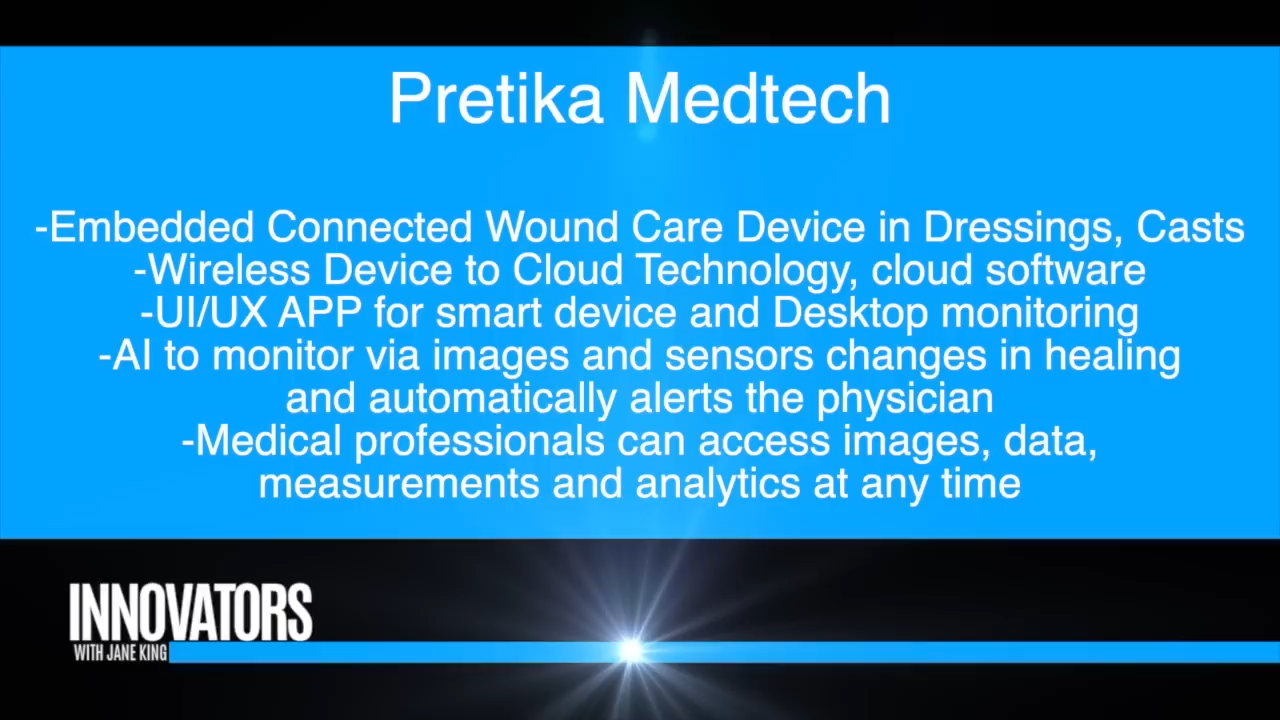 Pretika Medtech
-Embedded Connected Wound Care Device in Dressings, Casts
-Wireless Device to Cloud Technology, cloud software
-UI/UX APP for smart device and Desktop monitoring
-AI to monitor via images and sensors changes in healing
and automatically alerts the physician
-Medical professionals can access images, data,
measurements and analytics at any time
INNOVATORS
WITH JANE KING